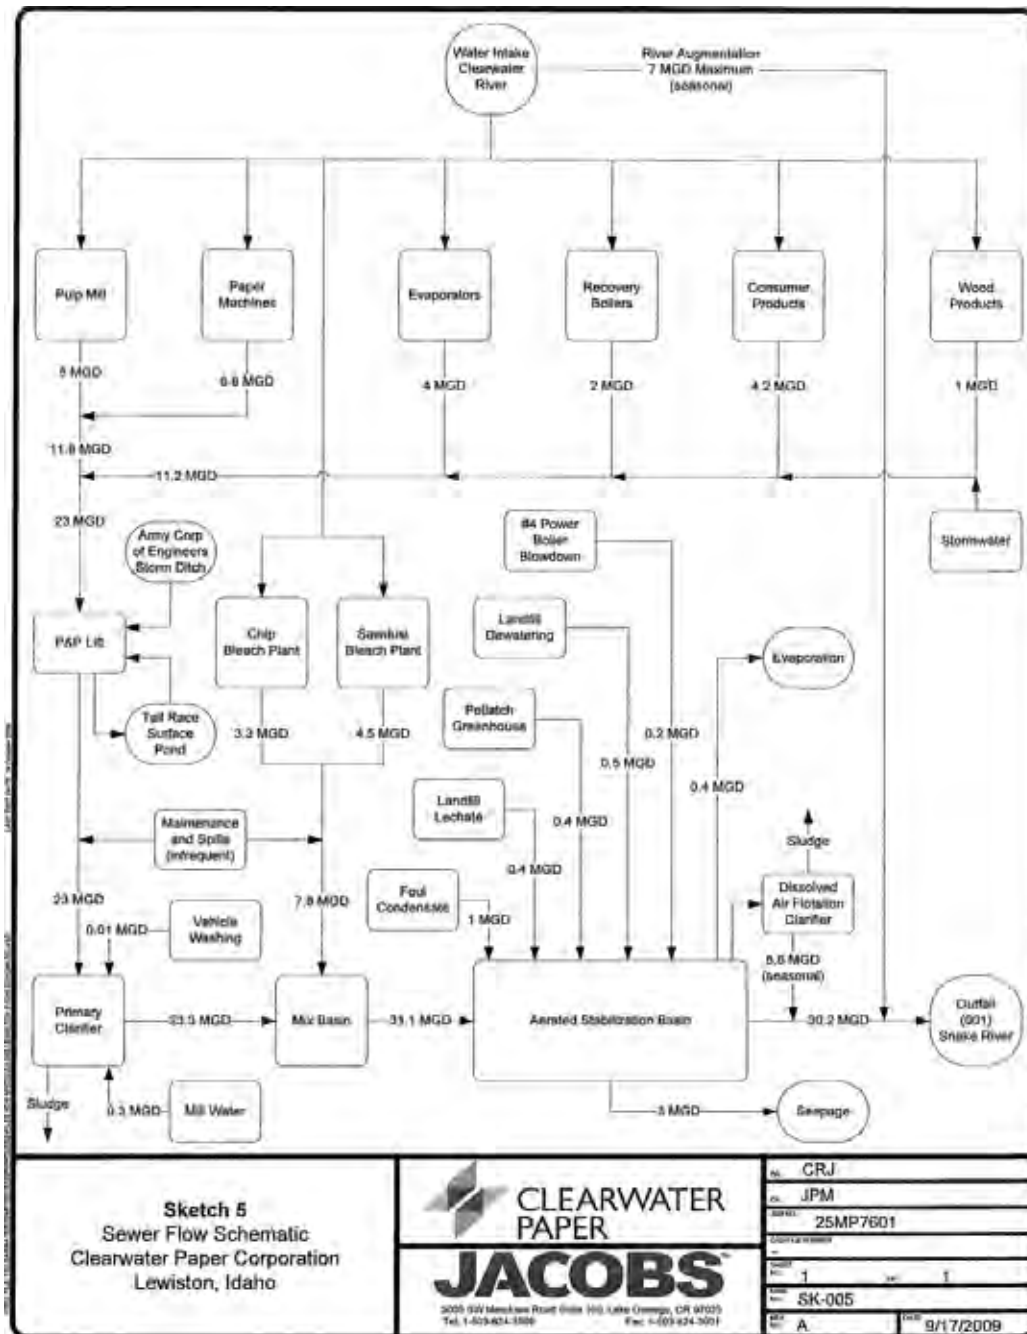 Water Intake
Clearwater
River
River Augmentation
7 MGD Maximum
(seasonal)
Pulp Mill
Paper
Machines
Evaporators
Recovery
Boilers
Consumer
Products
Wood
Products
5 MGD
6.8 MGD
4 MGD
2 MGD
4.2 MGD
1 MGD
11.8 MGD
11.2 MGD
23 MGD
Army Corp
of Engineers
Storm Ditch
#4 Power
Boiler
Blowdown
Stormwater
P&P Lift
Chip
Bleach Plant
Sawdust
Bleach Plant
Landfill
Dewatering
Evaporation
Tail Race
Surface
Pond
3.3 MGD
4.5 MGD
Potlatch
Greenhouse
0.2 MGD
0.5 MGD
0.4 MGD
Landfill
Lechate
0.4 MGD
Maintenance
and Spills
(infrequent)
0.4 MGD
Sludge
Foul
Condensate
Dissolved
Air Flotation
Clarifier
23 MGD
7.8 MGD
1 MGD
0.01 MGD
Vehicle
Washing
(seasonal)
Primary
Clarifier
23.3 MGD
Mix Basin
31.1 MGD
Aerated Stabilization Basin
30.2 MGD
Outfall
(001)
Snake River
Sludge
0.3 MGD
Mill Water
3 MGD
Seepage
Sketch 5
Sewer Flow Schematic
Clearwater Paper Corporation
Lewiston, Idaho
CLEARWATER
PAPER
JACOBS
CRJ
JPM
25MP7601
1
1
SK-005
A
9/17/2009